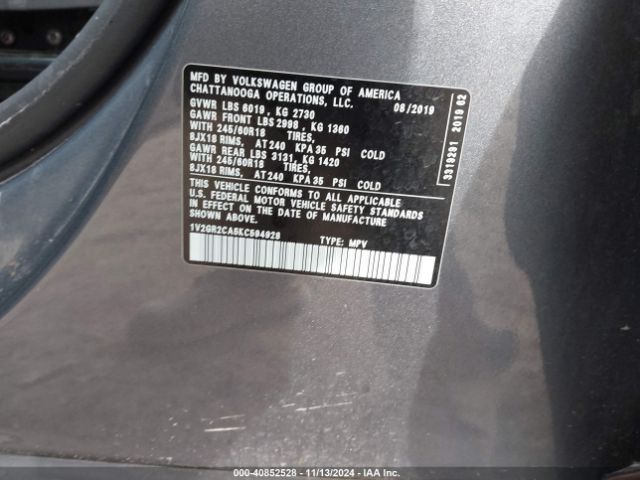 MFD BY VOLKSWAGEN GROUP OF AMERICA
CHATTANOOGA OPERATIONS, LLC.
08/2019
GVWR LBS 6019 , KG 2730
GAWR FRONT LBS 2998 , KG 1360
WITH 245/60R18 TIRES,
8JX18 RIMS, AT 240 KPA 35 PSI COLD
GAWR REAR LBS 3131, KG 1420
WITH 245/60R18 TIRES,
8JX18 RIMS, AT 240 KPA 35 PSI COLD
THIS VEHICLE CONFORMS TO ALL APPLICABLE
U.S. FEDERAL MOTOR VEHICLE SAFETY STANDARDS
IN EFFECT ON THE DATE OF MANUFACTURE
SHOWN ABOVE.
1V2GR2CA5KC594929 TYPE: MPV
3319291 2019 02
000-40852528 - 11/13/2024 - IAA Inc.